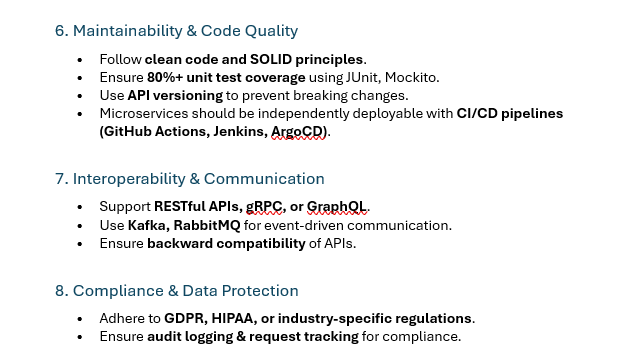 6. Maintainability & Code Quality
• Follow clean code and SOLID principles.
• Ensure 80%+ unit test coverage using JUnit, Mockito.
• Use API versioning to prevent breaking changes.
• Microservices should be independently deployable with CI/CD pipelines
(GitHub Actions, Jenkins, ArgoCD).
7. Interoperability & Communication
• Support RESTful APIs, gRPC, or GraphQL.
• Use Kafka, RabbitMQ for event-driven communication.
• Ensure backward compatibility of APIs.
8. Compliance & Data Protection
• Adhere to GDPR, HIPAA, or industry-specific regulations.
• Ensure audit logging & request tracking for compliance.